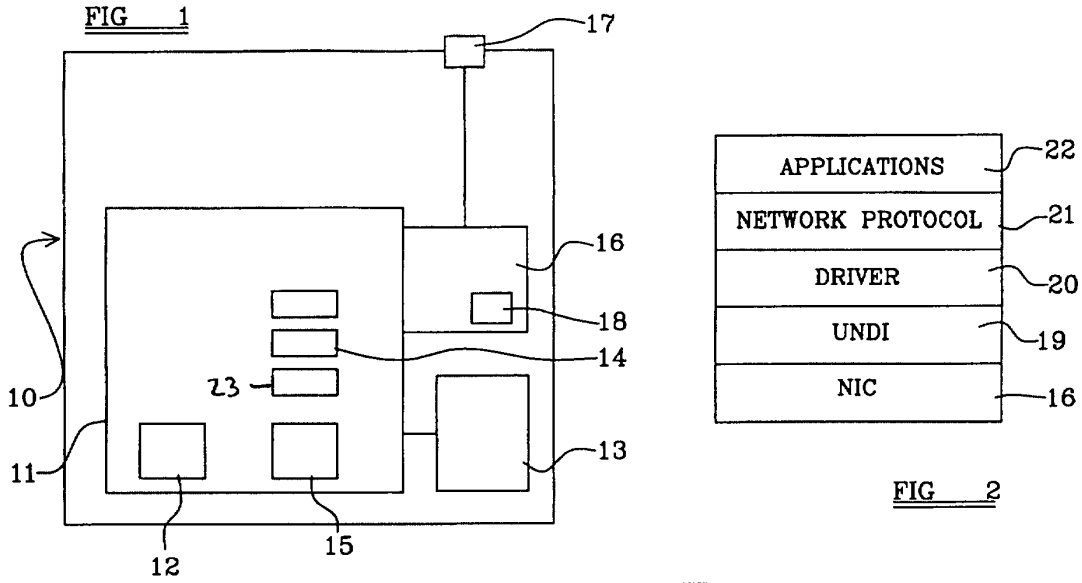 FIG 1
17
16
18
14
23
10
13
11
12
15
APPLICATIONS
22
NETWORK PROTOCOL
21
DRIVER
20
UNDI
19
NIC
16
FIG 2